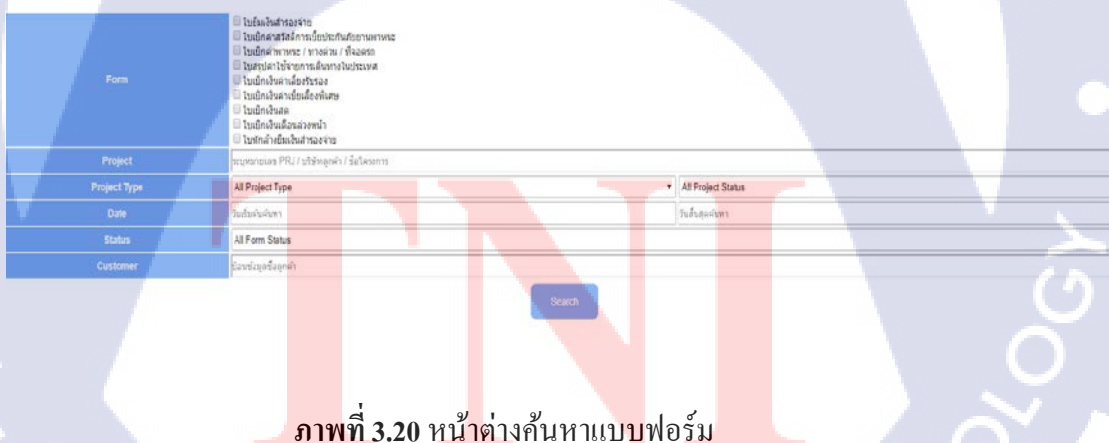 ใบยืมเงินสำรองจ่าย
ใบเบิกค่าสวัสดิการเบี้ยประกันภัยยานพาหนะ
ใบเบิกค่าพาหนะ / ทางด่วน / ที่จอดรถ
ใบสรุปค่าใช้จ่ายการเดินทางในประเทศ
ใบเบิกเงินค่าเลี้ยงรับรอง
ใบเบิกเงินค่าเบี้ยเลี้ยงพิเศษ
ใบเบิกเงินสด
ใบเบิกเงินเดือนล่วงหน้า
ใบหักล้างยืมเงินสำรองจ่าย
Form
Project ระบุหมายเลข PRJ / บริษัทลูกค้า / ชื่อโครงการ
Project Type All Project Type All Project Status
Date วันเริ่มต้นค้นหา วันสิ้นสุดค้นหา
Status All Form Status
Customer ป้อนข้อมูลชื่อลูกค้า
Search
TNI
OLOGY
ภาพที่ 3.20 หน้าต่างค้นหาแบบฟอร์ม